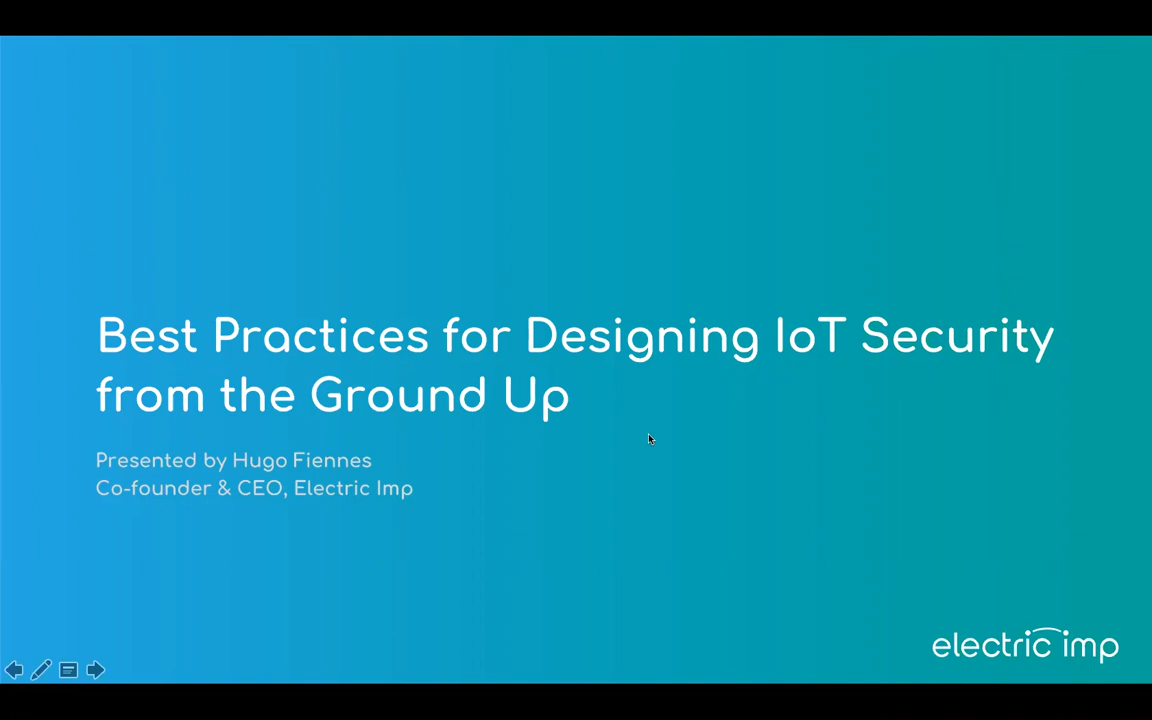 Best Practices for Designing IoT Security
from the Ground Up
Presented by Hugo Fiennes
Co-founder & CEO, Electric Imp
electric imp